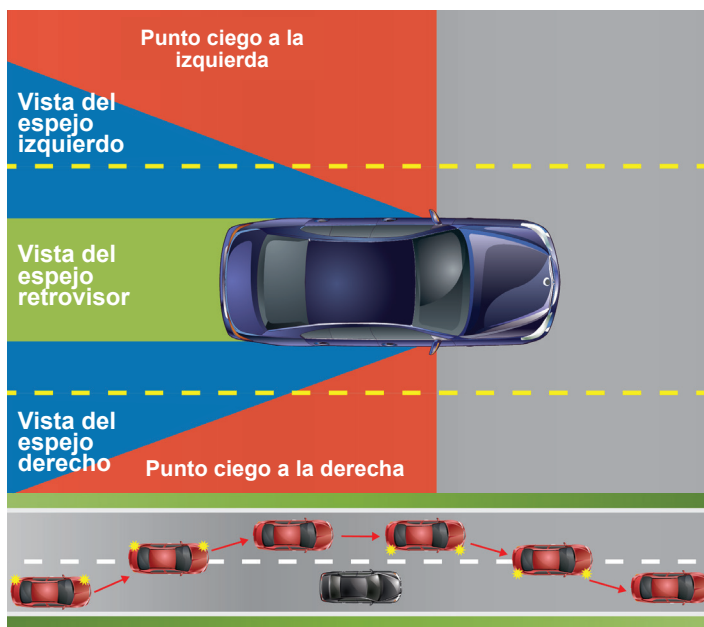 Punto ciego a la
izquierda
Vista del
espejo
izquierdo
Vista del
espejo
retrovisor
Vista del
espejo
derecho
Punto ciego a la derecha